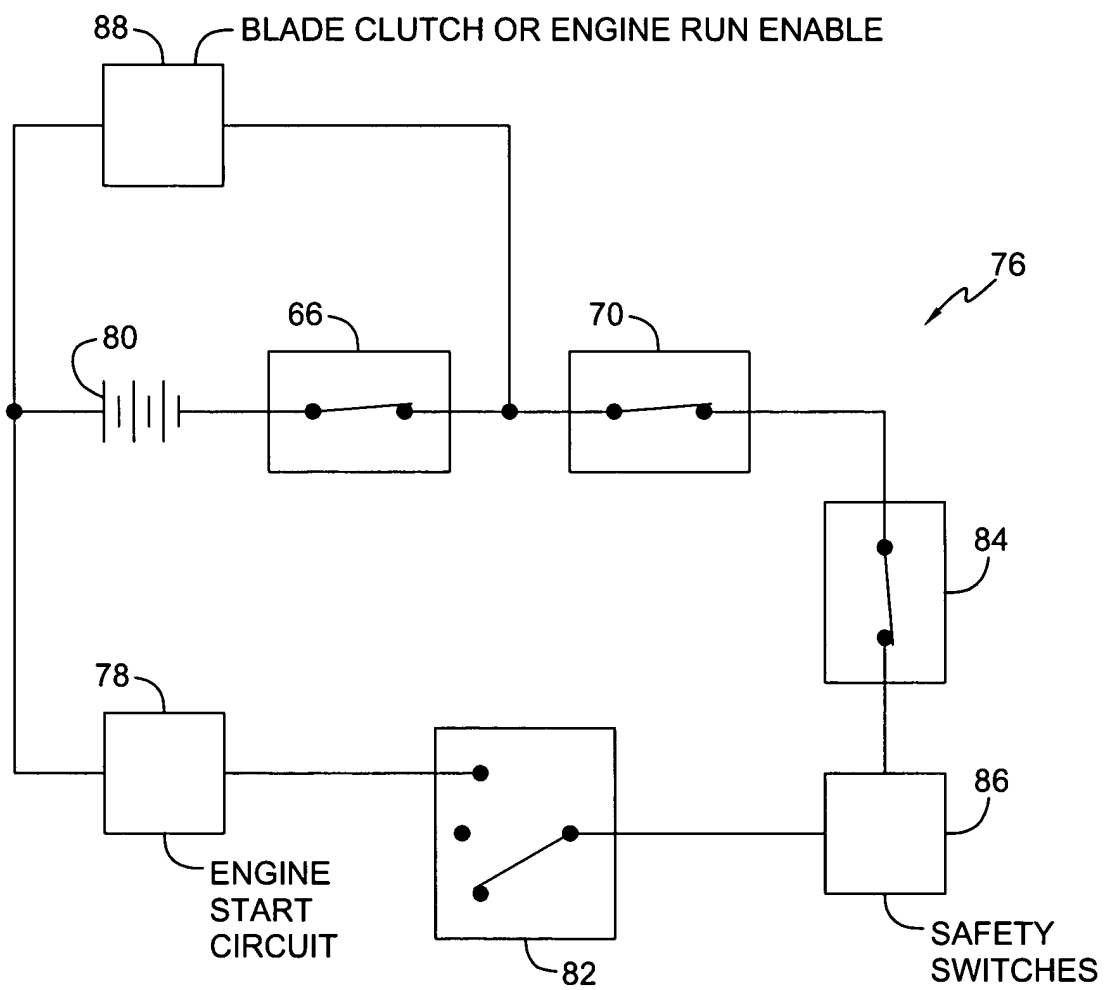 88
BLADE CLUTCH OR ENGINE RUN ENABLE
76
66
70
80
84
78
86
ENGINE
START
CIRCUIT
SAFETY
SWITCHES
82